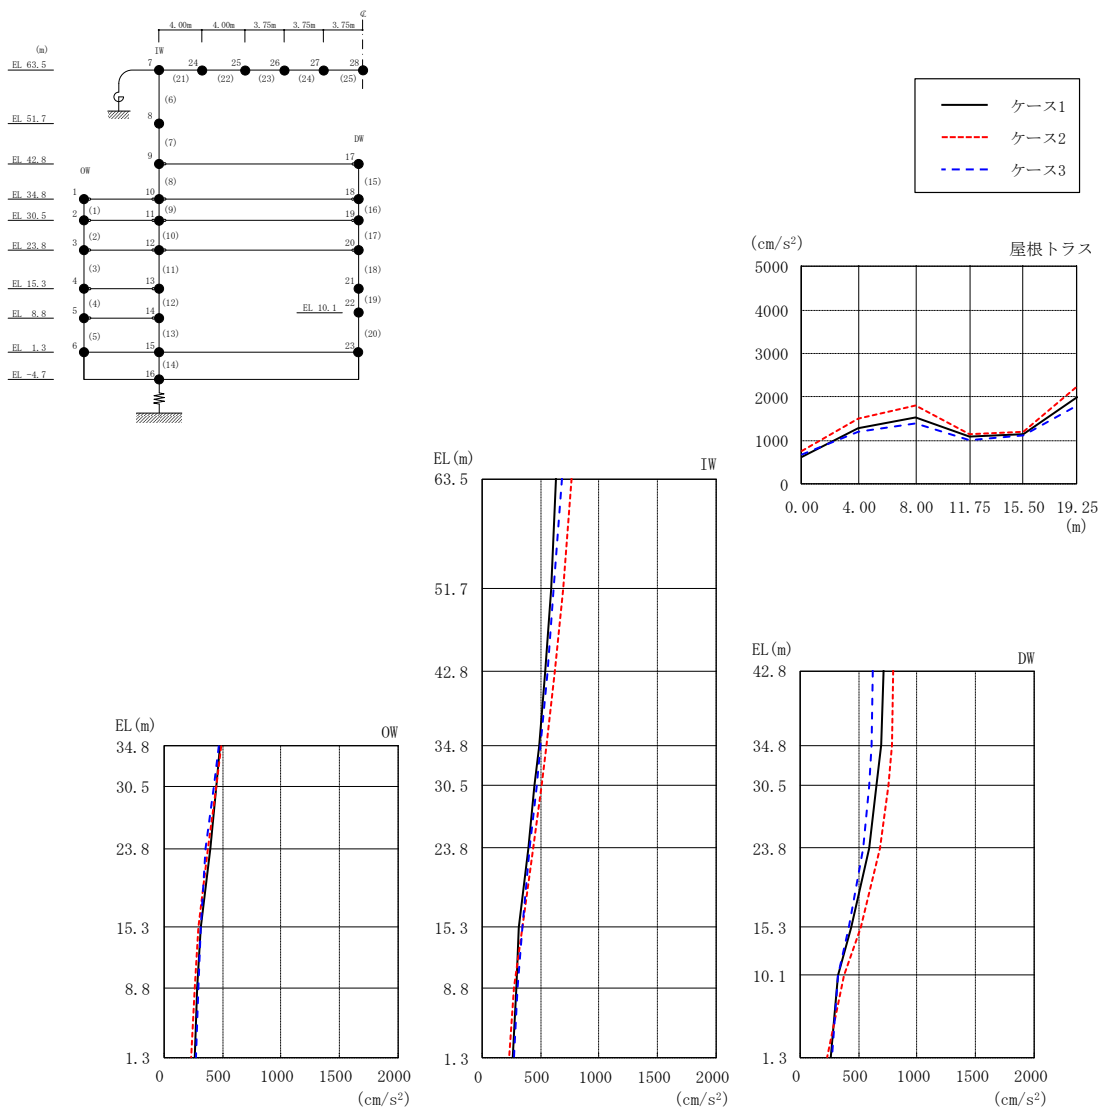 ℄
4.00m 4.00m 3.75m 3.75m 3.75m
(m) IW
EL 63.5 7 24 25 26 27 28
(21) (22) (23) (24) (25)
(6)
EL 51.7 8
(7) DW
EL 42.8 9 17
OW (8) (15)
EL 34.8 1 10 18
(1) (9) (16)
EL 30.5 2 11 19
(2) (10) (17)
EL 23.8 3 12 20
(3) (11) (18)
EL 15.3 4 13 21
(4) (12) (19)
EL 10.1 22
EL 8.8 5 14
(5) (13) (20)
EL 1.3 6 15 23
(14)
EL -4.7 16
ケース1
ケース2
ケース3
(cm/s²) 屋根トラス
5000
4000
3000
2000
1000
0
0.00 4.00 8.00 11.75 15.50 19.25
(m)
EL(m) IW
63.5
51.7
42.8
34.8
30.5
23.8
15.3
8.8
1.3
0 500 1000 1500 2000
(cm/s²)
EL(m) OW
34.8
30.5
23.8
15.3
8.8
1.3
0 500 1000 1500 2000
(cm/s²)
EL(m) DW
42.8
34.8
30.5
23.8
15.3
10.1
1.3
0 500 1000 1500 2000
(cm/s²)